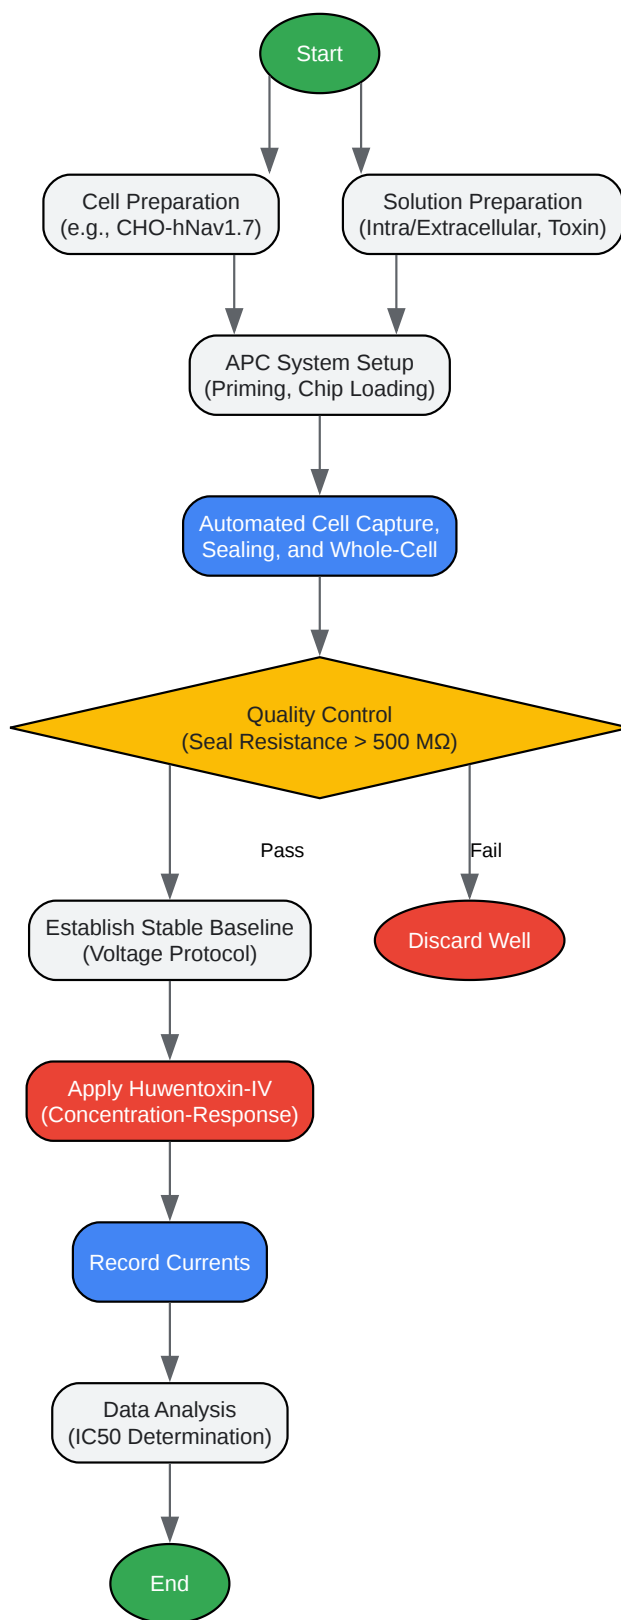 Start
Cell Preparation
(e.g., CHO-hNav1.7)
Solution Preparation
(Intra/Extracellular, Toxin)
APC System Setup
(Priming, Chip Loading)
Automated Cell Capture,
Sealing, and Whole-Cell
Quality Control
(Seal Resistance > 500 MΩ)
Pass
Fail
Establish Stable Baseline
(Voltage Protocol)
Discard Well
Apply Huwentoxin-IV
(Concentration-Response)
Record Currents
Data Analysis
(IC50 Determination)
End